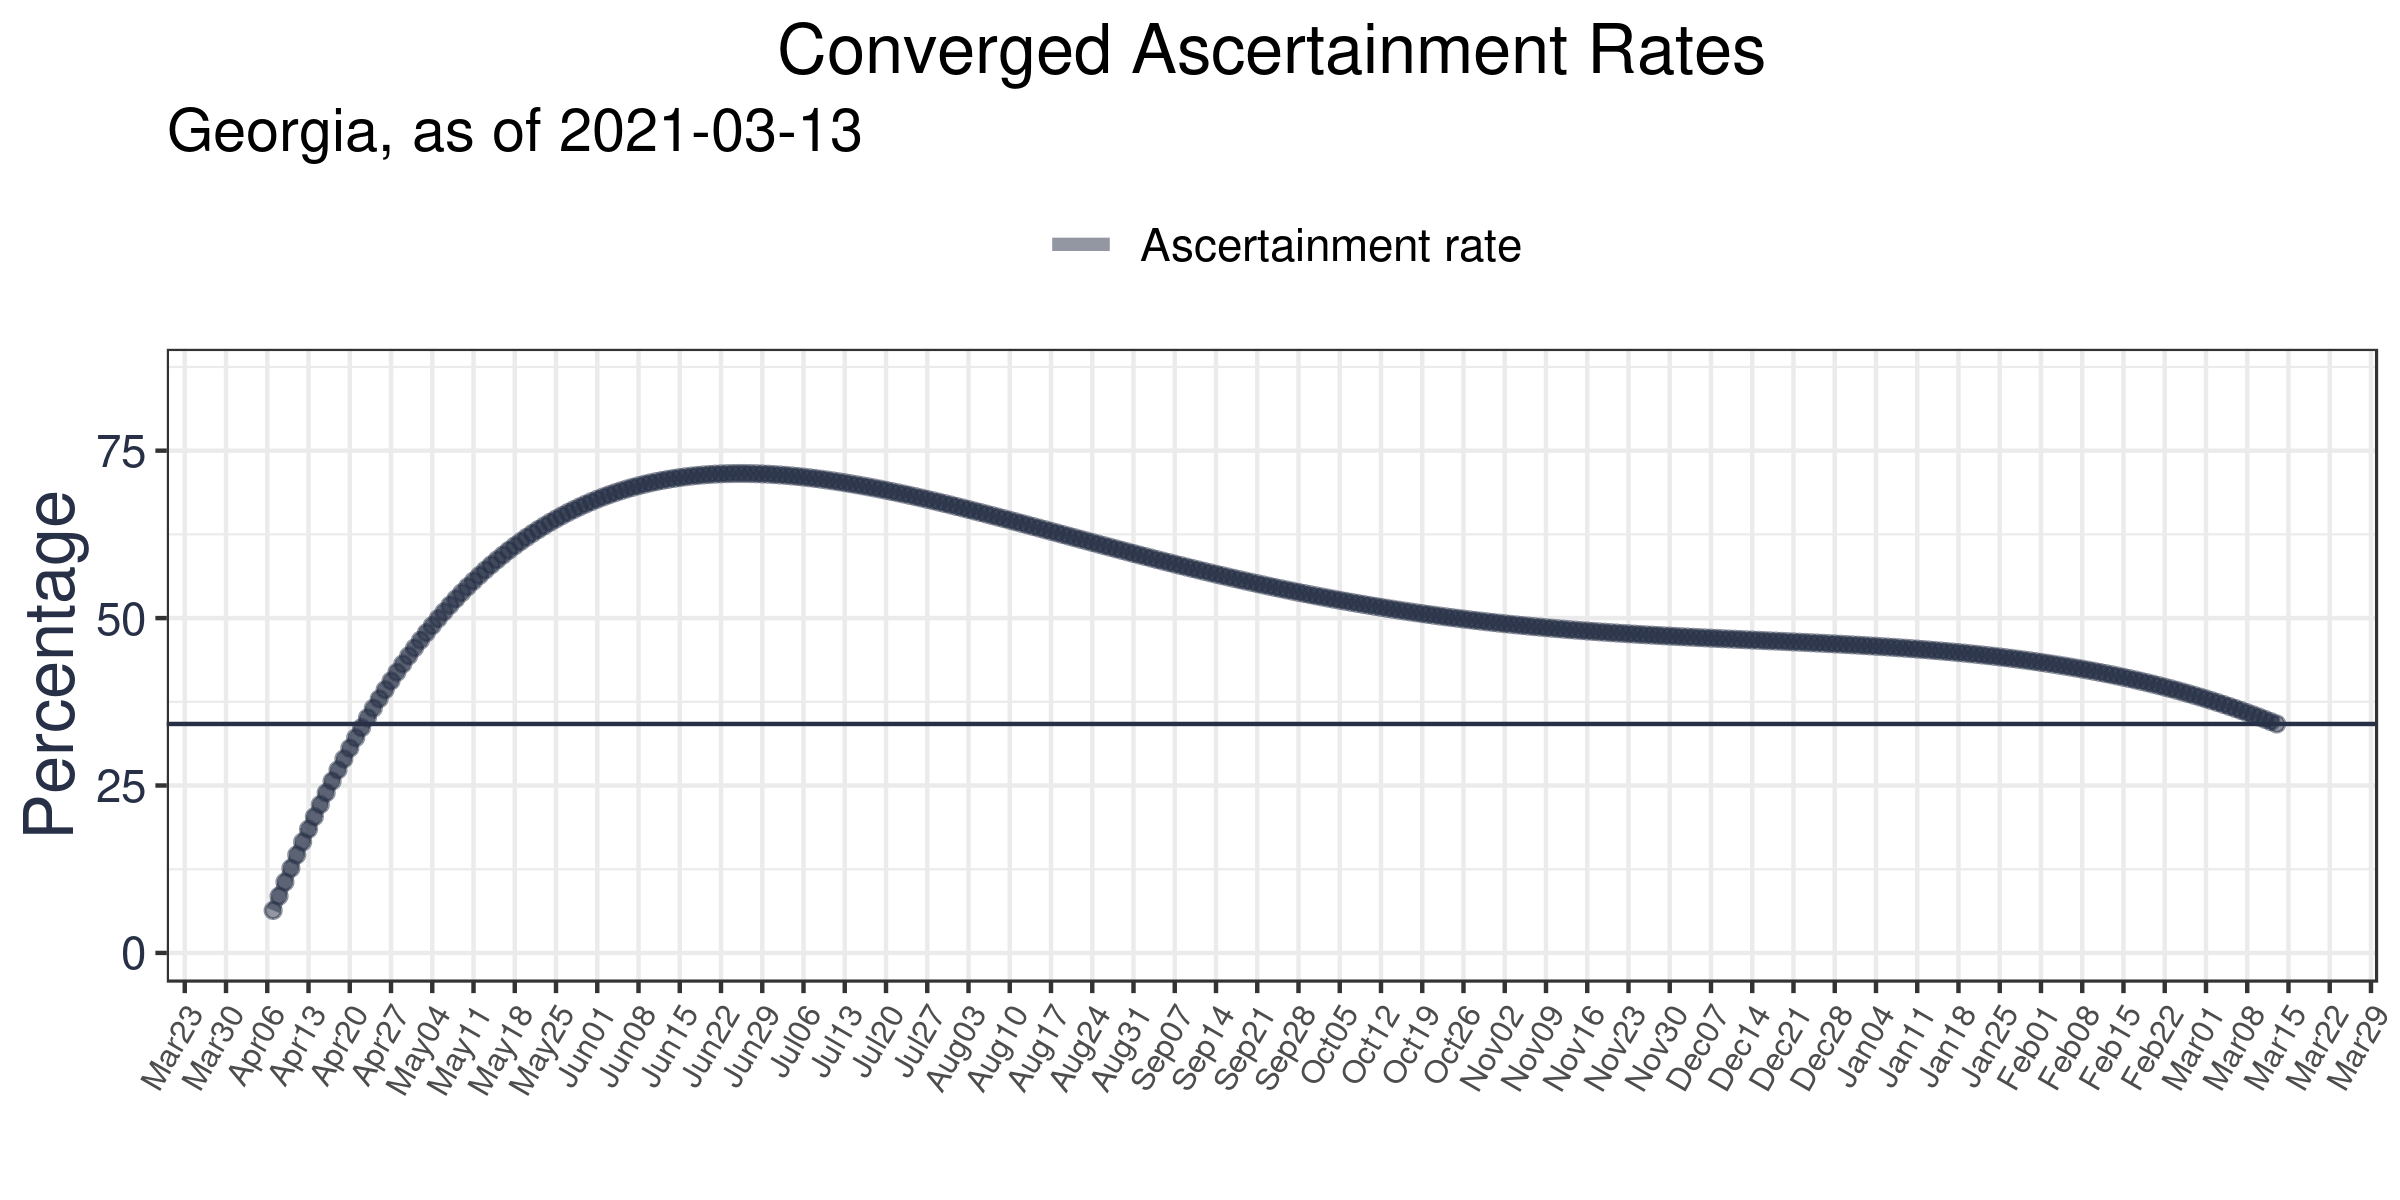 Converged Ascertainment Rates
Georgia, as of 2021-03-13
Ascertainment rate
Percentage
75
50
25
0
Mar23 Mar30 Apr06 Apr13 Apr20 Apr27 May04 May11 May18 May25 Jun01 Jun08 Jun15 Jun22 Jun29 Jul06 Jul13 Jul20 Jul27 Aug03 Aug10 Aug17 Aug24 Aug31 Sep07 Sep14 Sep21 Sep28 Oct05 Oct12 Oct19 Oct26 Nov02 Nov09 Nov16 Nov23 Nov30 Dec07 Dec14 Dec21 Dec28 Jan04 Jan11 Jan18 Jan25 Feb01 Feb08 Feb15 Feb22 Mar01 Mar08 Mar15 Mar22 Mar29